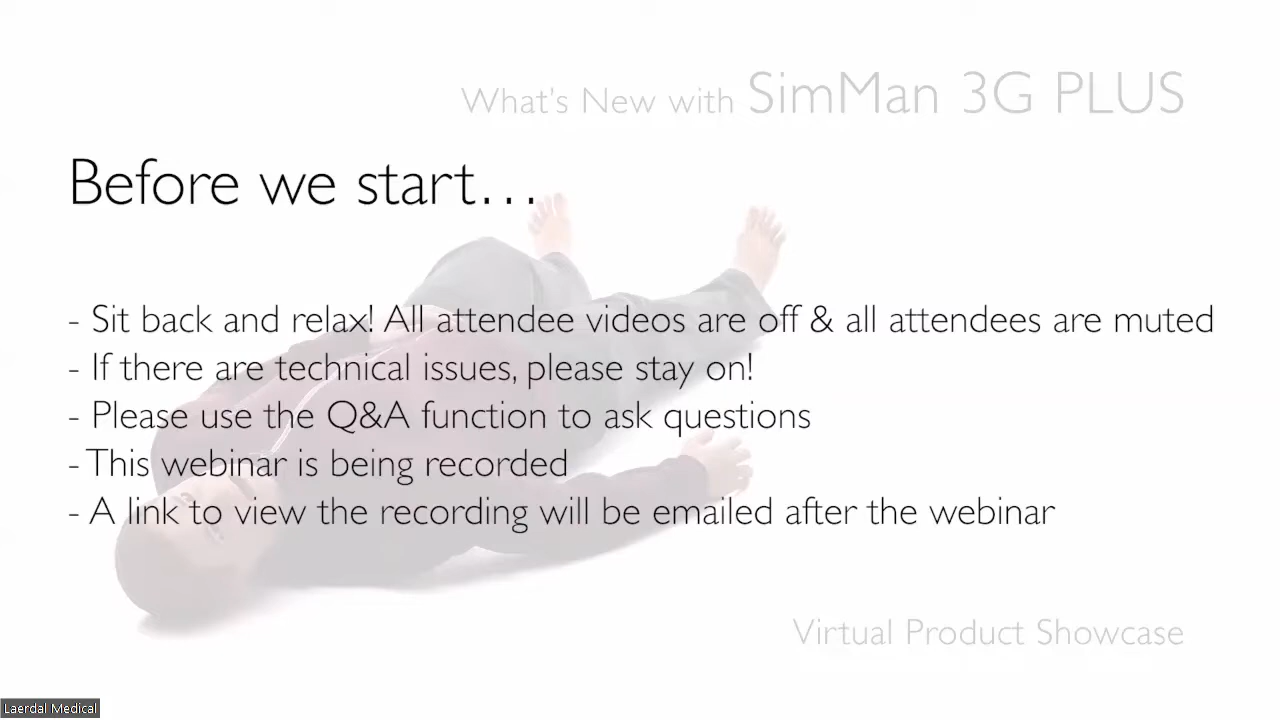 What's New with SimMan 3G PLUS
Before we start...
- Sit back and relax! All attendee videos are off & all attendees are muted
- If there are technical issues, please stay on!
- Please use the Q&A function to ask questions
- This webinar is being recorded
- A link to view the recording will be emailed after the webinar
Virtual Product Showcase
Laerdal Medical